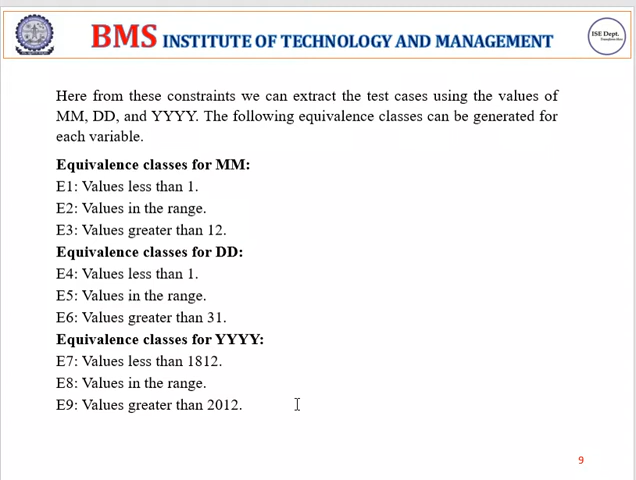 BMS INSTITUTE OF TECHNOLOGY AND MANAGEMENT
ISE Dept.
Here from these constraints we can extract the test cases using the values of
MM, DD, and YYYY. The following equivalence classes can be generated for
each variable.
Equivalence classes for MM:
E1: Values less than 1.
E2: Values in the range.
E3: Values greater than 12.
Equivalence classes for DD:
E4: Values less than 1.
E5: Values in the range.
E6: Values greater than 31.
Equivalence classes for YYYY:
E7: Values less than 1812.
E8: Values in the range.
E9: Values greater than 2012.
9